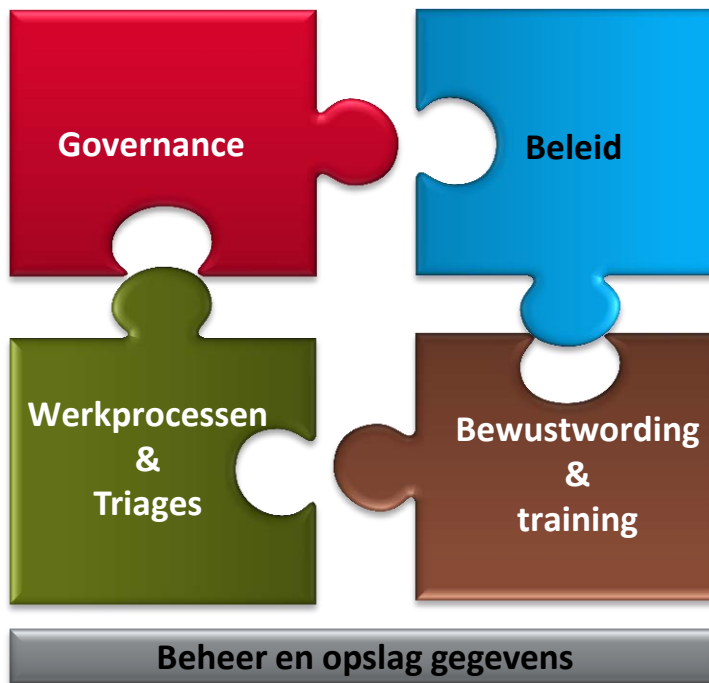 Governance
Beleid
Werkprocessen
&
Triages
Bewustwording
&
training
Beheer en opslag gegevens